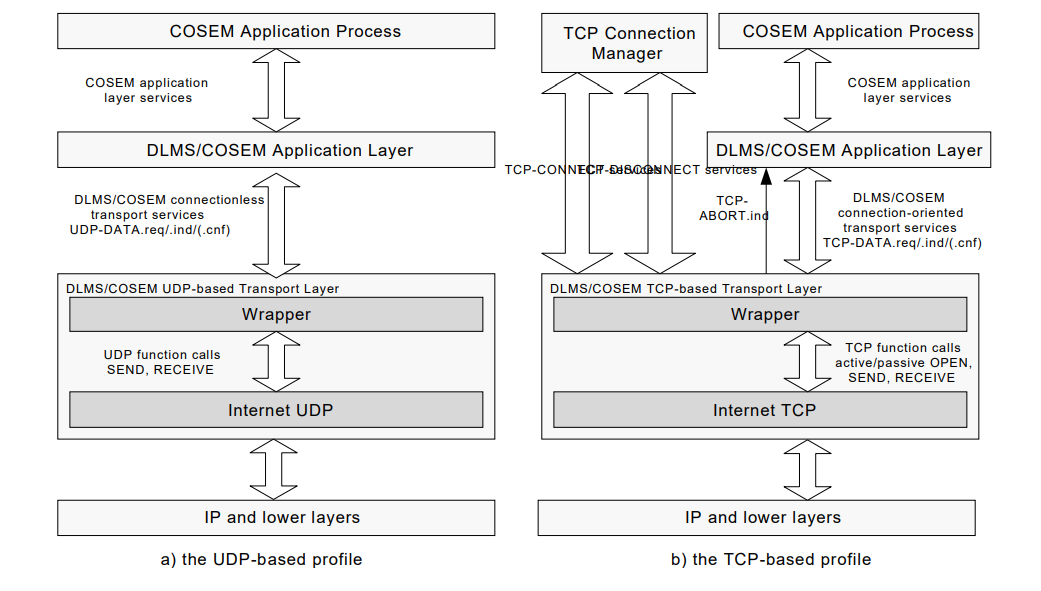 COSEM Application Process
COSEM application
layer services
DLMS/COSEM Application Layer
DLMS/COSEM connectionless
transport services
UDP-DATA.req/.ind/(.cnf)
DLMS/COSEM UDP-based Transport Layer
Wrapper
UDP function calls
SEND, RECEIVE
Internet UDP
IP and lower layers
a) the UDP-based profile
TCP Connection
Manager
COSEM Application Process
COSEM application
layer services
DLMS/COSEM Application Layer
TCP-CONNECT services
TCP-DISCONNECT services
TCP-
ABORT.ind
DLMS/COSEM
connection-oriented
transport services
TCP-DATA.req/.ind/(.cnf)
DLMS/COSEM TCP-based Transport Layer
Wrapper
TCP function calls
active/passive OPEN,
SEND, RECEIVE
Internet TCP
IP and lower layers
b) the TCP-based profile